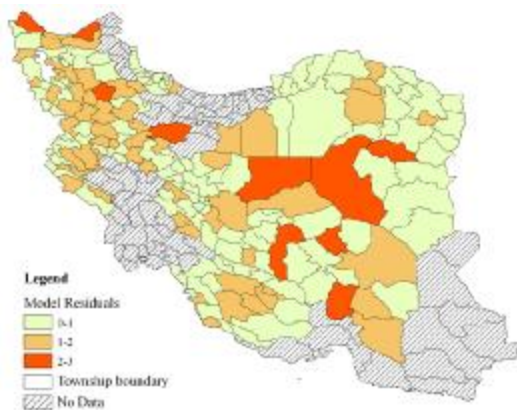 Legend
Model Residuals
0-1
1-2
2-3
Township boundary
No Data